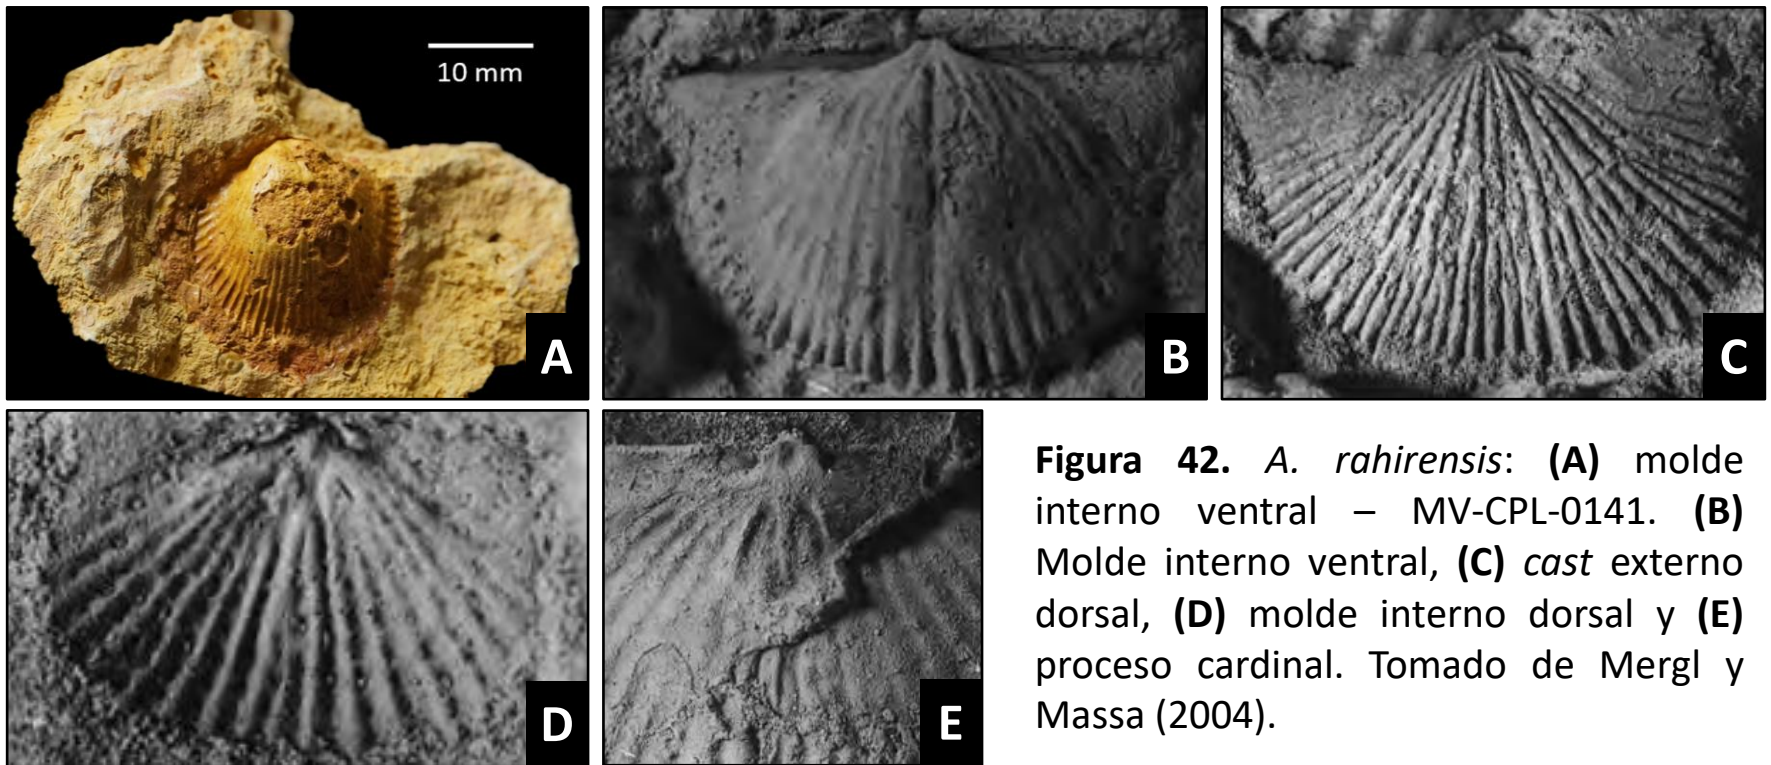 10 mm
A
B
C
D
E
Figura 42. A. rahirensis: (A) molde
interno ventral – MV-CPL-0141. (B)
Molde interno ventral, (C) cast externo
dorsal, (D) molde interno dorsal y (E)
proceso cardinal. Tomado de Mergl y
Massa (2004).